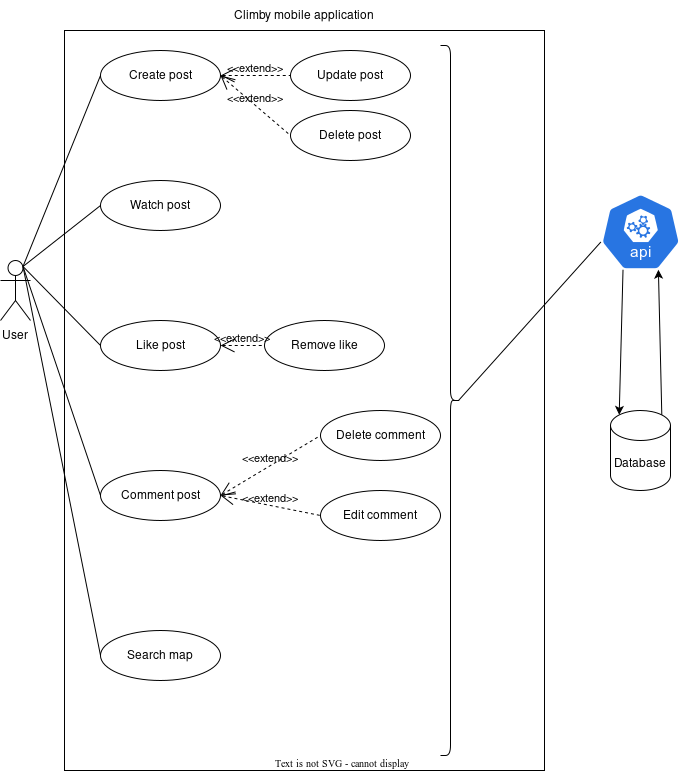 Climby mobile application
Create post
<<extend>>
Update post
<<extend>>
Delete post
Watch post
api
User
Like post
<<extend>>
Remove like
Delete comment
<<extend>>
Database
Comment post
<<extend>>
Edit comment
Search map
Text is not SVG - cannot display